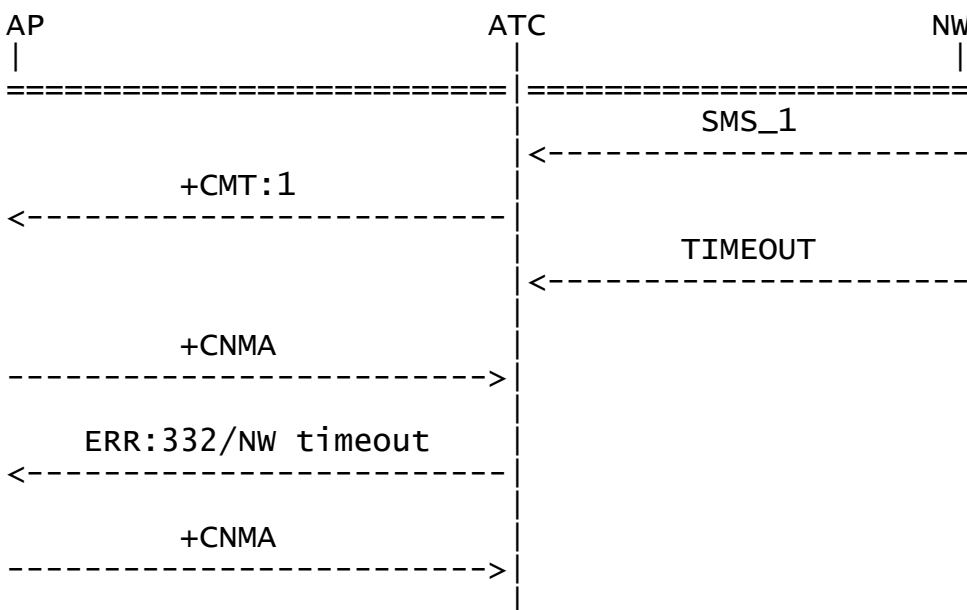 AP ATC NW
SMS_1
+CMT:1
TIMEOUT
+CNMA
ERR:332/NW timeout
+CNMA